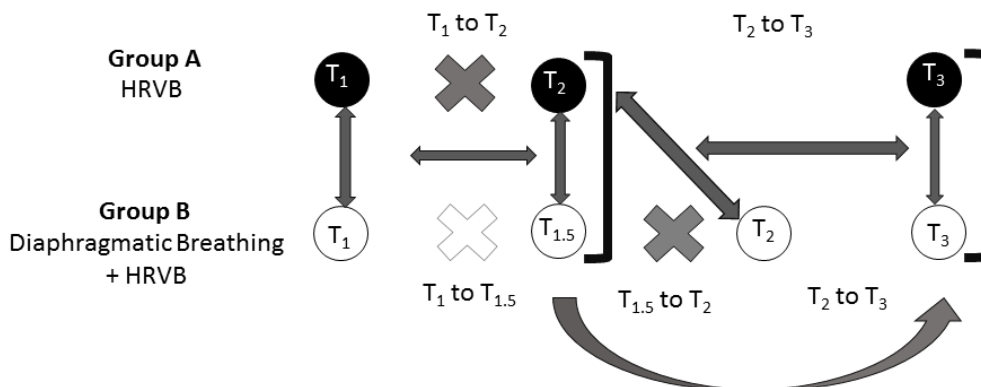 T1 to T2
T2 to T3
Group A
HRVB
T1
T2
T3
Group B
Diaphragmatic Breathing
+ HRVB
T1
T1.5
T2
T3
T1 to T1.5
T1.5 to T2
T2 to T3